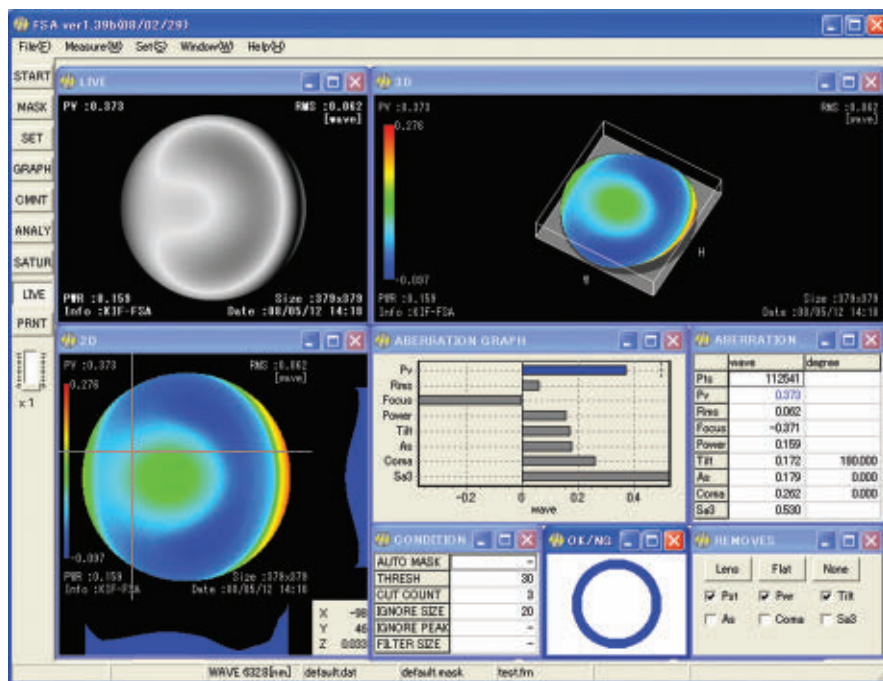 FSA ver1.39b(08/02/29)
File(F) Measure(M) Set(S) Window(W) Help(H)
START
MASK
SET
GRAPH
CMNT
ANALY
SATUR
LIVE
PRNT
x 1
LIVE
PV :0.373 RMS :0.062
[wave]
PWR :0.159 Size :379x379
Info :KIF-FSA Date :08/05/12 14:18
3D
PV :0.373 RMS :0.062
[wave]
0.276
-0.097
H
PWR :0.159 Size :379x379
Info :KIF-FSA Date :08/05/12 14:18
2D
PV :0.373 RMS :0.062
[wave]
0.276
-0.097
PWR :0.159 Size :379x379
Info :KIF-FSA Date :08/05/12 14:18
X -98
Y 46
Z 0.033
ABERRATION GRAPH
Pv
Rms
Focus
Power
Tilt
As
Coma
Sa3
-0.2 0 0.2 0.4
wave
ABERRATION
wave degree
Pts 112541
Pv 0.373
Rms 0.062
Focus -0.371
Power 0.159
Tilt 0.172 180.000
As 0.179 0.000
Coma 0.262 0.000
Sa3 0.530
CONDITION
AUTO MASK -
THRESH 30
CUT COUNT 3
IGNORE SIZE 20
IGNORE PEAK -
FILTER SIZE -
OK/NG
REMOVES
Lens Flat None
Pst Pwr Tilt
As Coma Sa3
WAVE 632.8[nm] default.dat default.mask test.frn